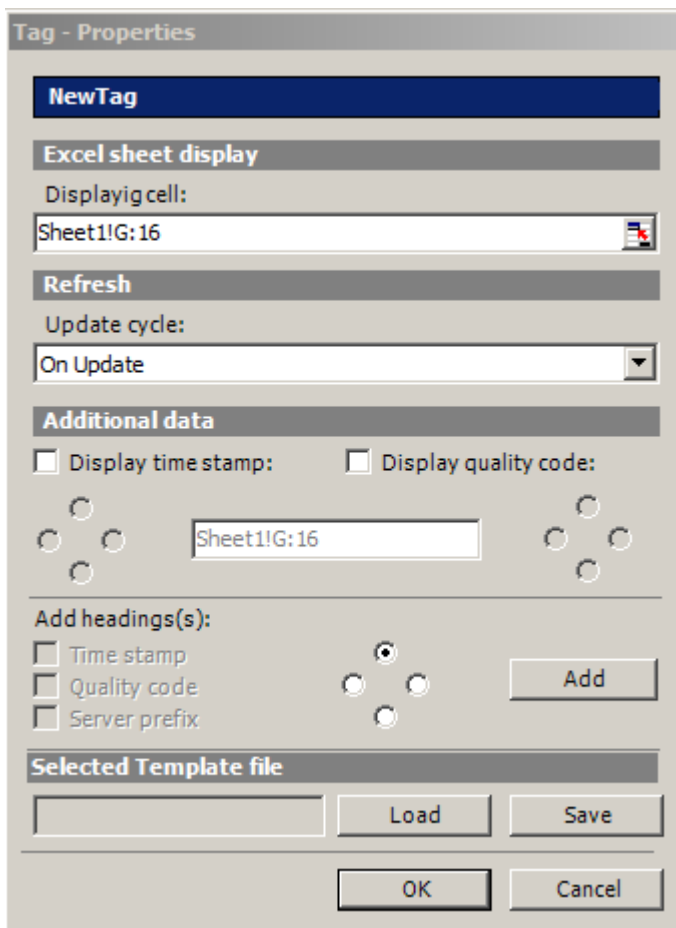 Tag - Properties
NewTag
Excel sheet display
Displayig cell:
Sheet1!G:16
Refresh
Update cycle:
On Update
Additional data
Display time stamp: Display quality code:
Sheet1!G:16
Add headings(s):
Time stamp
Quality code Add
Server prefix
Selected Template file
Load Save
OK Cancel